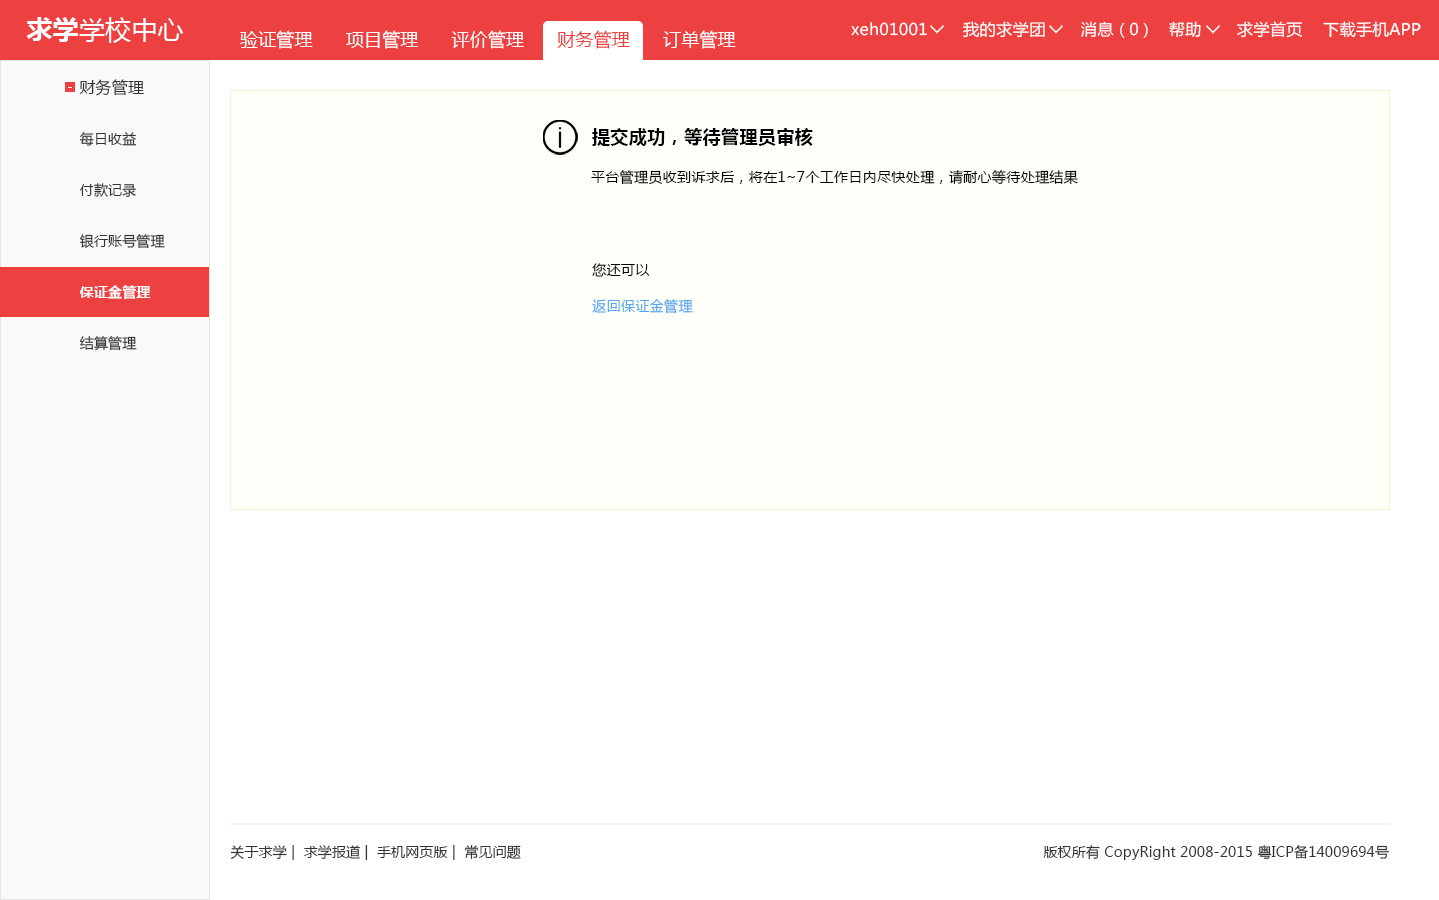 求学学校中心
验证管理 项目管理 评价管理 财务管理 订单管理
xeh01001 我的求学团 消息（0） 帮助 求学首页 下载手机APP
财务管理
每日收益
付款记录
银行账号管理
保证金管理
结算管理
提交成功，等待管理员审核
平台管理员收到诉求后，将在1~7个工作日内尽快处理，请耐心等待处理结果
您还可以
返回保证金管理
关于求学 | 求学报道 | 手机网页版 | 常见问题
版权所有 CopyRight 2008-2015 粤ICP备14009694号